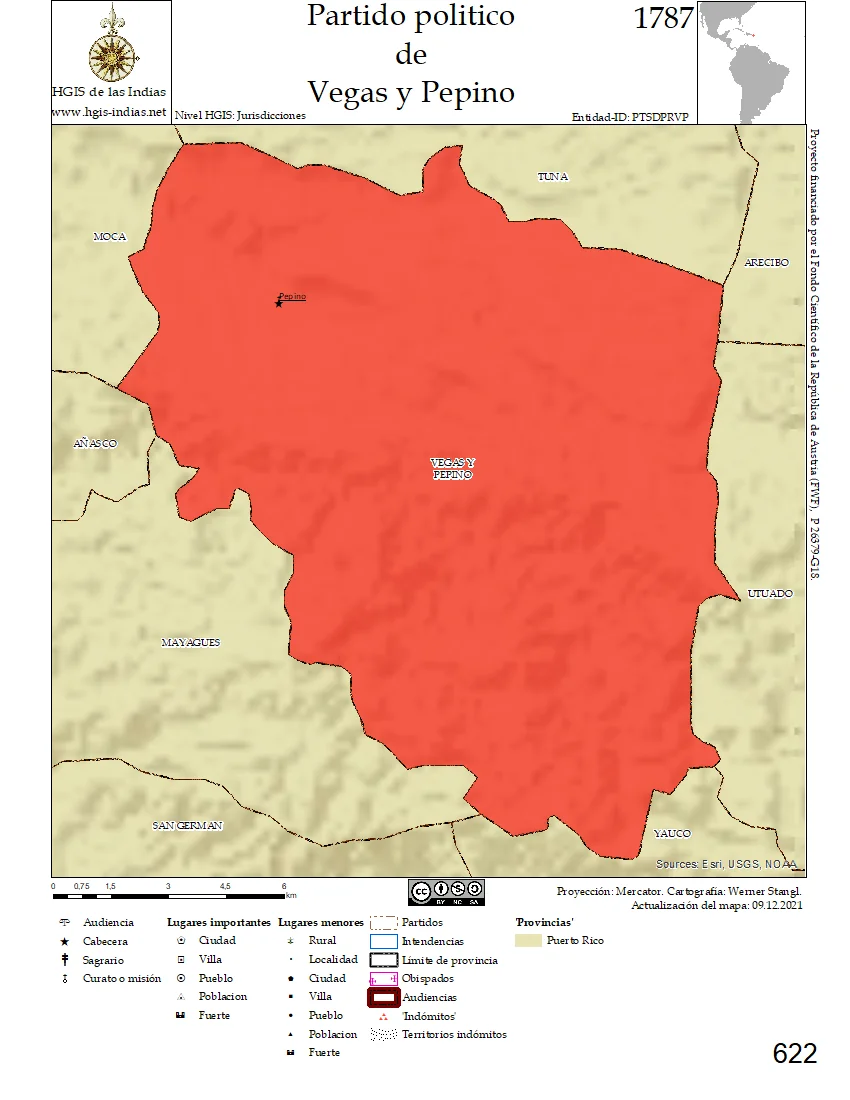 Partido politico
de
Vegas y Pepino
1787
HGIS de las Indias
www.hgis-indias.net
Nivel HGIS: Jurisdicciones
Entidad-ID: PTSDPRVP
Proyecto financiado por el Fondo Científico de la República de Austria (FWF), P 26379-G18.
TUNA
MOCA
ARECIBO
Pepino
AÑASCO
VEGAS Y
PEPINO
UTUADO
MAYAGUES
SAN GERMAN
YAUCO
Sources: Esri, USGS, NOAA
0 0,75 1,5 3 4,5 6
km
cc BY NC SA
Proyección: Mercator. Cartografía: Werner Stangl.
Actualización del mapa: 09.12.2021
Audiencia
Cabecera
Sagrario
Curato o misión
Lugares importantes
Ciudad
Villa
Pueblo
Poblacion
Fuerte
Lugares menores
Rural
Localidad
Ciudad
Villa
Pueblo
Poblacion
Fuerte
Partidos
Intendencias
Límite de provincia
Obispados
Audiencias
'Indómitos'
Territorios indómitos
'Provincias'
Puerto Rico
622